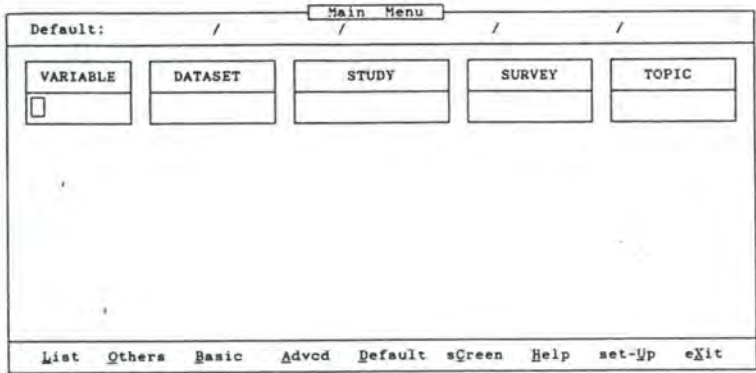 Main Menu
Default: / / / /
VARIABLE DATASET STUDY SURVEY TOPIC
List Others Basic Advcd Default sCreen Help set-Up eXit